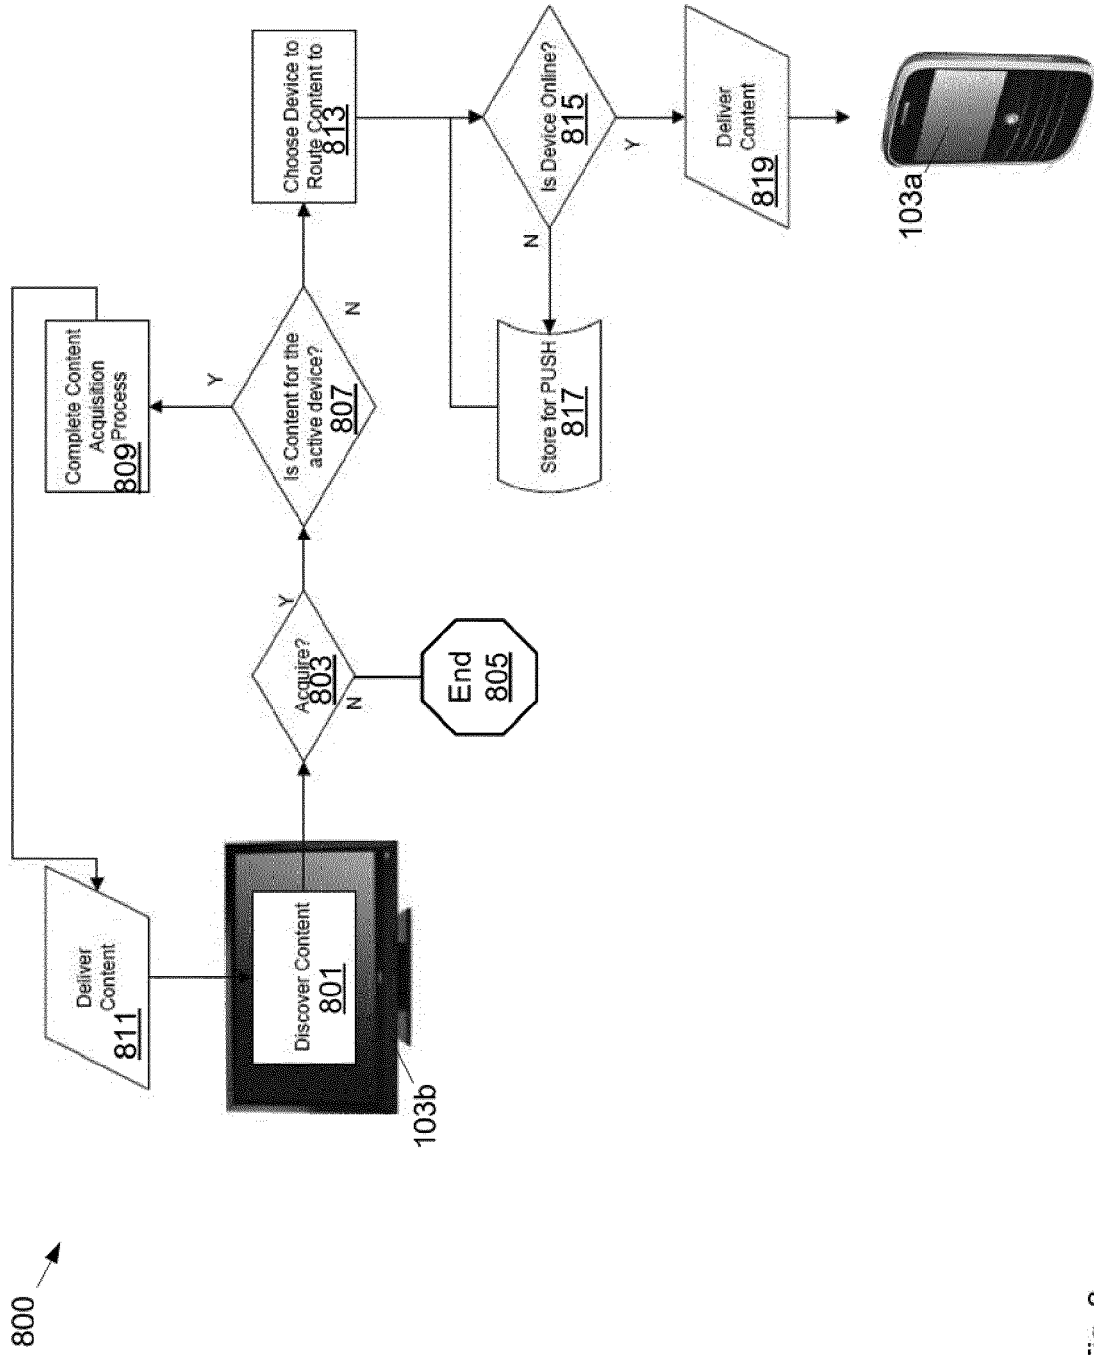 800
Deliver
Content
811
Discover Content
801
103b
Acquire?
803
Y
N
End
805
Is Content for the
active device?
807
Y
N
Complete Content
Acquisition
Process
809
Choose Device to
Route Content to
813
Is Device Online?
815
N
Y
Store for PUSH
817
Deliver
Content
819
103a